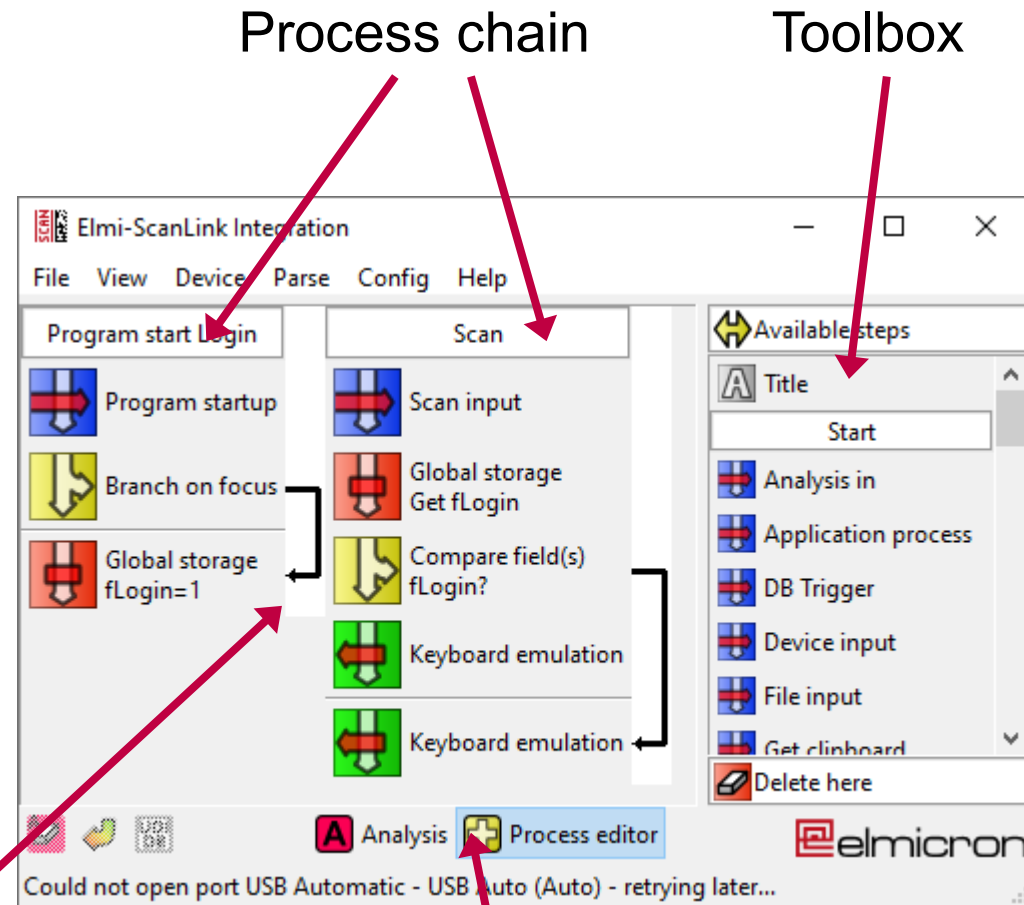 Process chain
Toolbox
SCAN
Elmi-ScanLink Integration
File View Device Parse Config Help
Program start Login
Program startup
Branch on focus
Global storage
fLogin=1
Scan
Scan input
Global storage
Get fLogin
Compare field(s)
fLogin?
Keyboard emulation
Keyboard emulation
Available steps
A Title
Start
Analysis in
Application process
DB Trigger
Device input
File input
Get clipboard
Delete here
A Analysis
Process editor
elmicron
Could not open port USB Automatic - USB Auto (Auto) - retrying later...